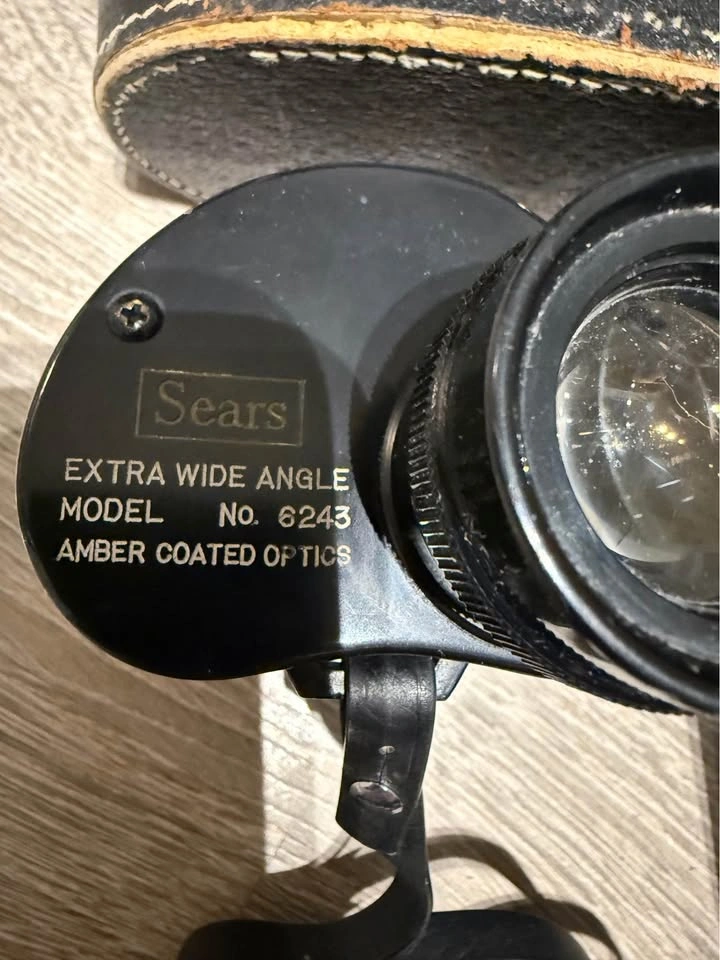 Sears
EXTRA WIDE ANGLE
MODEL No. 6243
AMBER COATED OPTICS